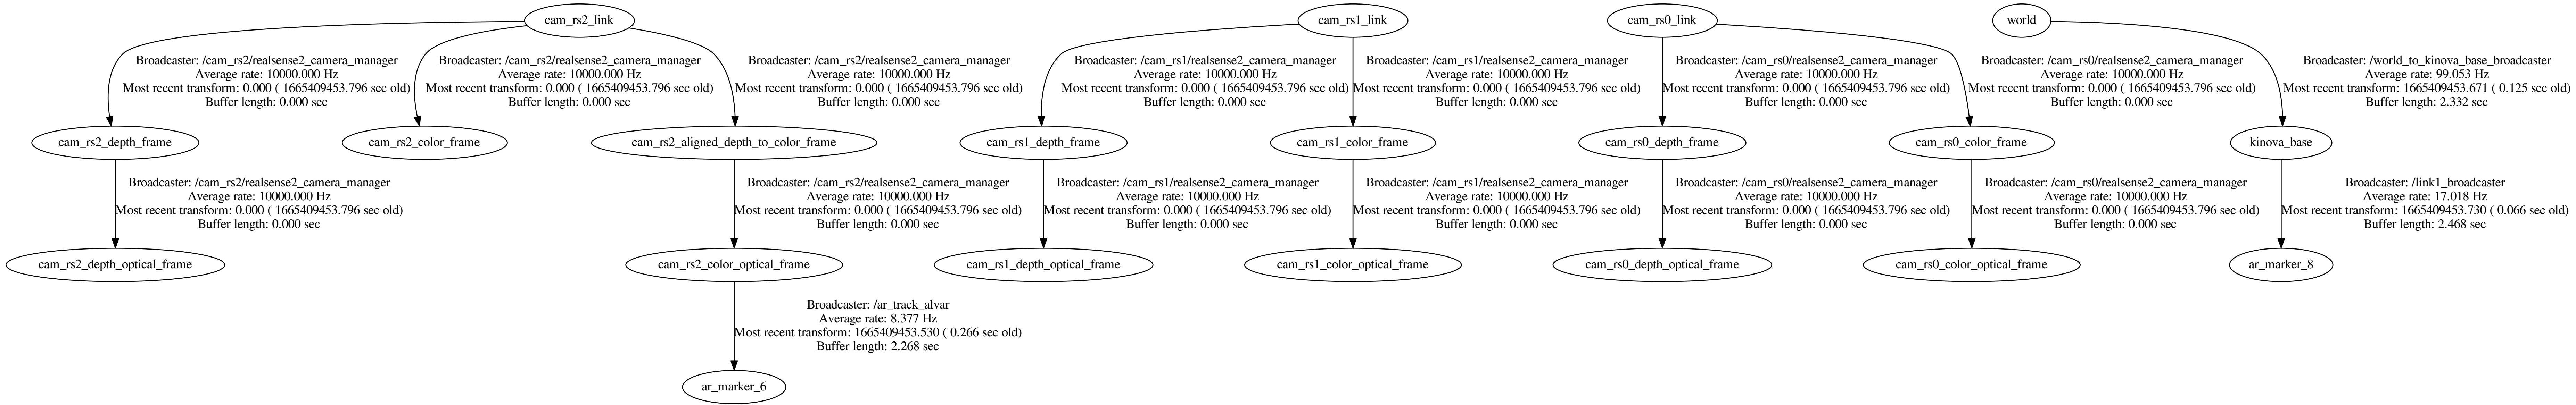 cam_rs2_link
cam_rs1_link
cam_rs0_link
world
Broadcaster: /cam_rs2/realsense2_camera_manager
Average rate: 10000.000 Hz
Most recent transform: 0.000 ( 1665409453.796 sec old)
Buffer length: 0.000 sec
Broadcaster: /cam_rs2/realsense2_camera_manager
Average rate: 10000.000 Hz
Most recent transform: 0.000 ( 1665409453.796 sec old)
Buffer length: 0.000 sec
Broadcaster: /cam_rs2/realsense2_camera_manager
Average rate: 10000.000 Hz
Most recent transform: 0.000 ( 1665409453.796 sec old)
Buffer length: 0.000 sec
Broadcaster: /cam_rs1/realsense2_camera_manager
Average rate: 10000.000 Hz
Most recent transform: 0.000 ( 1665409453.796 sec old)
Buffer length: 0.000 sec
Broadcaster: /cam_rs1/realsense2_camera_manager
Average rate: 10000.000 Hz
Most recent transform: 0.000 ( 1665409453.796 sec old)
Buffer length: 0.000 sec
Broadcaster: /cam_rs0/realsense2_camera_manager
Average rate: 10000.000 Hz
Most recent transform: 0.000 ( 1665409453.796 sec old)
Buffer length: 0.000 sec
Broadcaster: /cam_rs0/realsense2_camera_manager
Average rate: 10000.000 Hz
Most recent transform: 0.000 ( 1665409453.796 sec old)
Buffer length: 0.000 sec
Broadcaster: /world_to_kinova_base_broadcaster
Average rate: 99.053 Hz
Most recent transform: 1665409453.671 ( 0.125 sec old)
Buffer length: 2.332 sec
cam_rs2_depth_frame
cam_rs2_color_frame
cam_rs2_aligned_depth_to_color_frame
cam_rs1_depth_frame
cam_rs1_color_frame
cam_rs0_depth_frame
cam_rs0_color_frame
kinova_base
Broadcaster: /cam_rs2/realsense2_camera_manager
Average rate: 10000.000 Hz
Most recent transform: 0.000 ( 1665409453.796 sec old)
Buffer length: 0.000 sec
Broadcaster: /cam_rs2/realsense2_camera_manager
Average rate: 10000.000 Hz
Most recent transform: 0.000 ( 1665409453.796 sec old)
Buffer length: 0.000 sec
Broadcaster: /cam_rs1/realsense2_camera_manager
Average rate: 10000.000 Hz
Most recent transform: 0.000 ( 1665409453.796 sec old)
Buffer length: 0.000 sec
Broadcaster: /cam_rs1/realsense2_camera_manager
Average rate: 10000.000 Hz
Most recent transform: 0.000 ( 1665409453.796 sec old)
Buffer length: 0.000 sec
Broadcaster: /cam_rs0/realsense2_camera_manager
Average rate: 10000.000 Hz
Most recent transform: 0.000 ( 1665409453.796 sec old)
Buffer length: 0.000 sec
Broadcaster: /cam_rs0/realsense2_camera_manager
Average rate: 10000.000 Hz
Most recent transform: 0.000 ( 1665409453.796 sec old)
Buffer length: 0.000 sec
Broadcaster: /link1_broadcaster
Average rate: 17.018 Hz
Most recent transform: 1665409453.730 ( 0.066 sec old)
Buffer length: 2.468 sec
cam_rs2_depth_optical_frame
cam_rs2_color_optical_frame
cam_rs1_depth_optical_frame
cam_rs1_color_optical_frame
cam_rs0_depth_optical_frame
cam_rs0_color_optical_frame
ar_marker_8
Broadcaster: /ar_track_alvar
Average rate: 8.377 Hz
Most recent transform: 1665409453.530 ( 0.266 sec old)
Buffer length: 2.268 sec
ar_marker_6